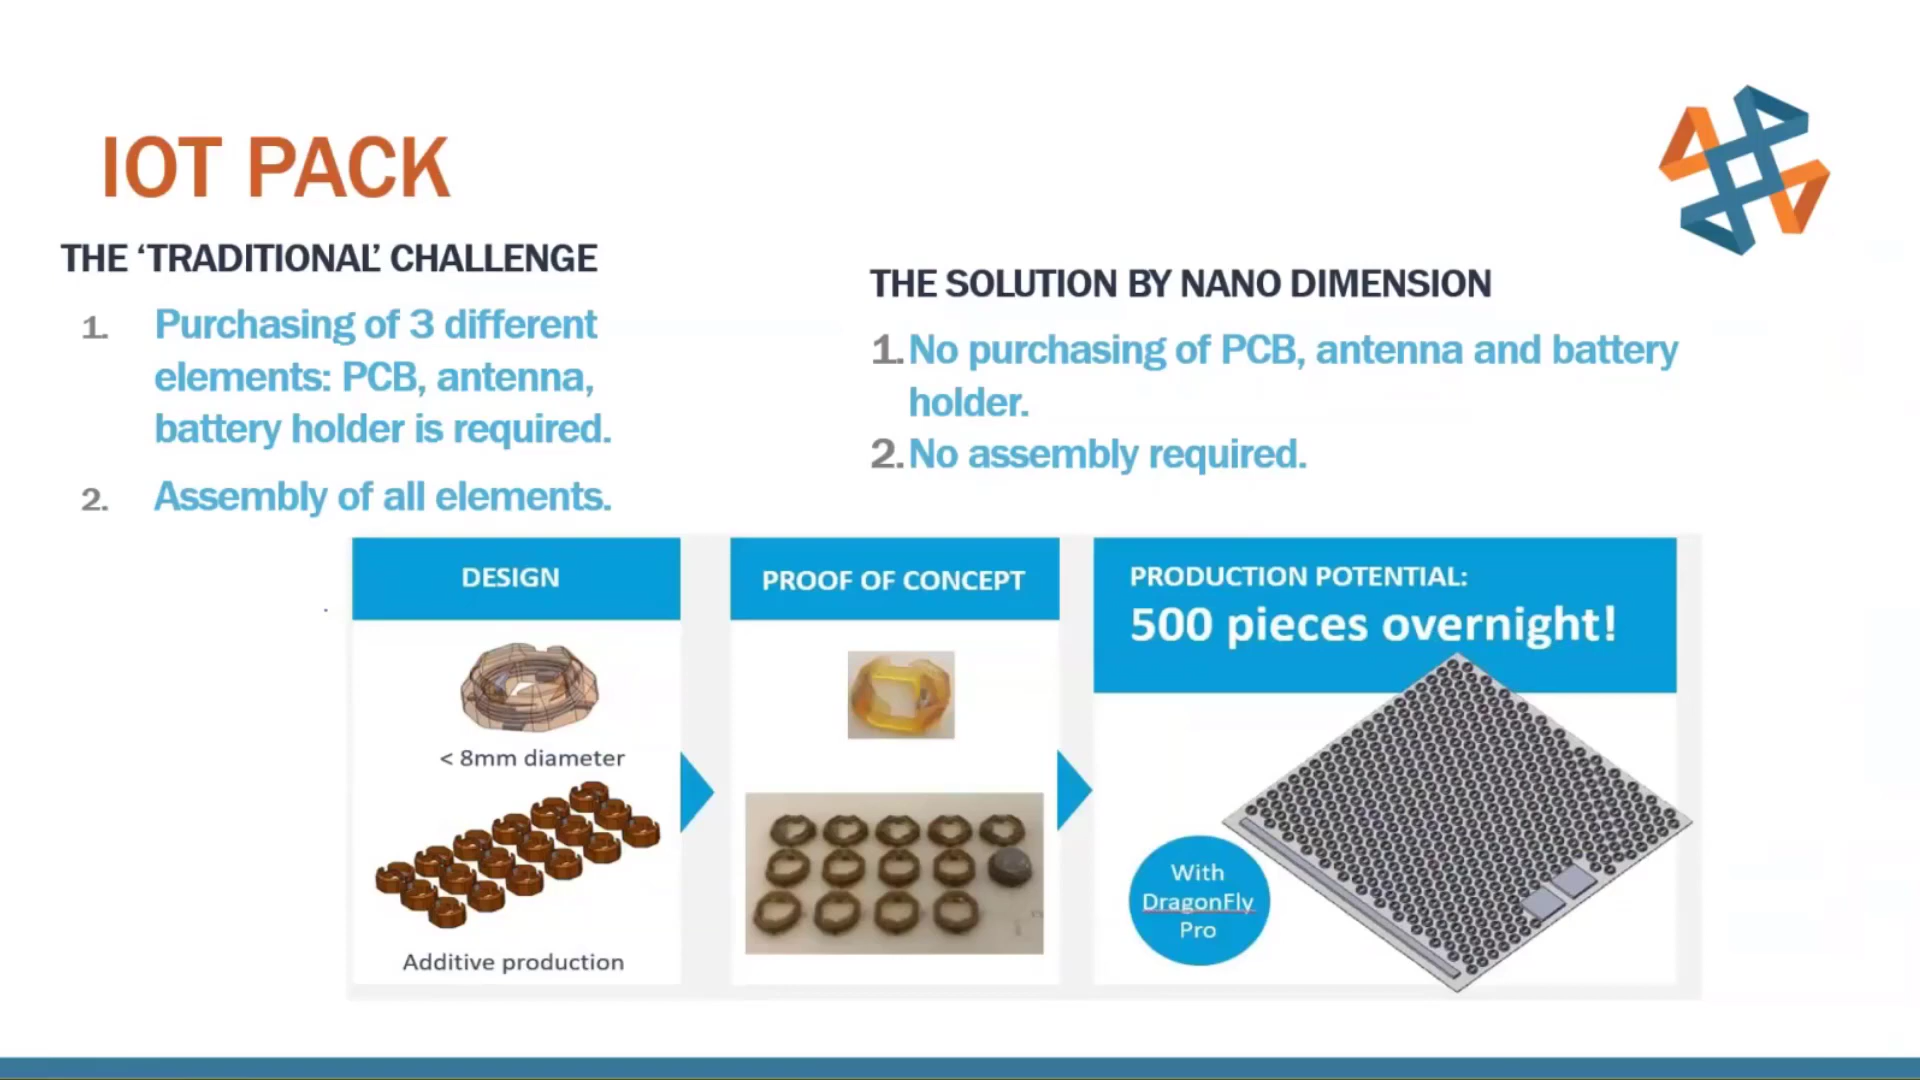 IOT PACK
THE ‘TRADITIONAL’ CHALLENGE
1. Purchasing of 3 different
elements: PCB, antenna,
battery holder is required.
2. Assembly of all elements.
THE SOLUTION BY NANO DIMENSION
1. No purchasing of PCB, antenna and battery
holder.
2. No assembly required.
DESIGN
< 8mm diameter
Additive production
PROOF OF CONCEPT
PRODUCTION POTENTIAL:
500 pieces overnight!
With
DragonFly
Pro